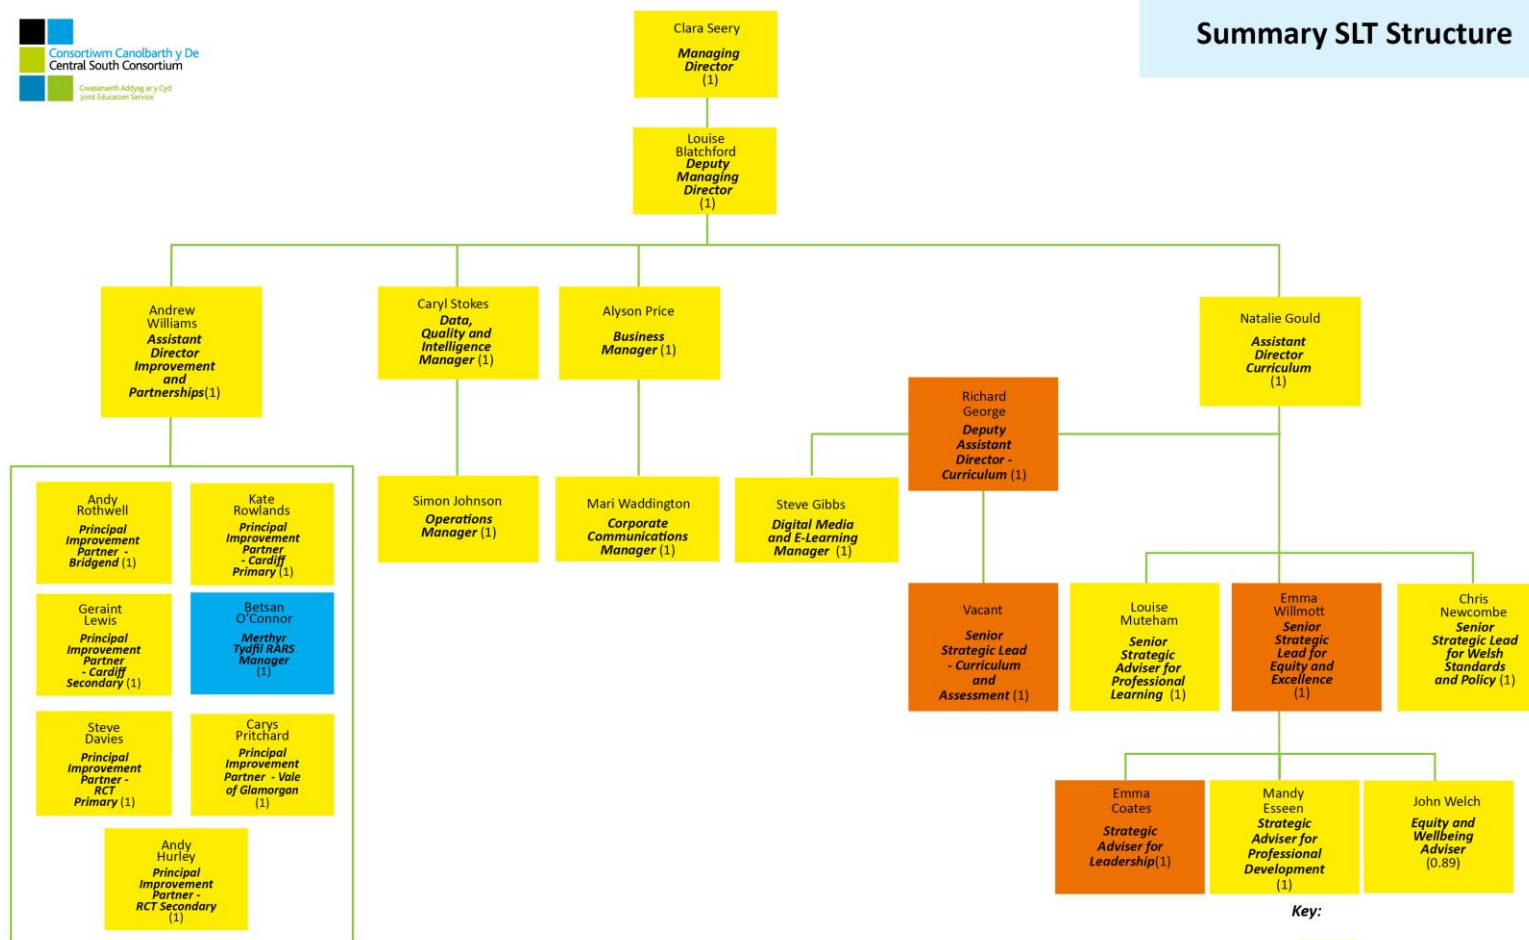 Consortiwm Canolbarth y De
Central South Consortium
Gwasanaeth Addysg ar y Cyd
Joint Education Service
Summary SLT Structure
Clara Seery
Managing
Director
(1)
Louise
Blatchford
Deputy
Managing
Director
(1)
Andrew
Williams
Assistant
Director
Improvement
and
Partnerships(1)
Caryl Stokes
Data,
Quality and
Intelligence
Manager (1)
Alyson Price
Business
Manager (1)
Natalie Gould
Assistant
Director
Curriculum
(1)
Richard
George
Deputy
Assistant
Director -
Curriculum (1)
Simon Johnson
Operations
Manager (1)
Mari Waddington
Corporate
Communications
Manager (1)
Steve Gibbs
Digital Media
and E-Learning
Manager (1)
Andy
Rothwell
Principal
Improvement
Partner -
Bridgend (1)
Kate
Rowlands
Principal
Improvement
Partner
- Cardiff
Primary (1)
Geraint
Lewis
Principal
Improvement
Partner
- Cardiff
Secondary (1)
Betsan
O'Connor
Merthyr
Tydfil RARS
Manager
(1)
Steve
Davies
Principal
Improvement
Partner -
RCT
Primary (1)
Carys
Pritchard
Principal
Improvement
Partner - Vale
of Glamorgan
(1)
Andy
Hurley
Principal
Improvement
Partner -
RCT Secondary
(1)
Vacant
Senior
Strategic Lead
- Curriculum
and
Assessment (1)
Louise
Muteham
Senior
Strategic
Adviser for
Professional
Learning (1)
Emma
Willmott
Senior
Strategic
Lead for
Equity and
Excellence
(1)
Chris
Newcombe
Senior
Strategic Lead
for Welsh
Standards
and Policy (1)
Emma
Coates
Strategic
Adviser for
Leadership(1)
Mandy
Esseen
Strategic
Adviser for
Professional
Development
(1)
John Welch
Equity and
Wellbeing
Adviser
(0.89)
Key: